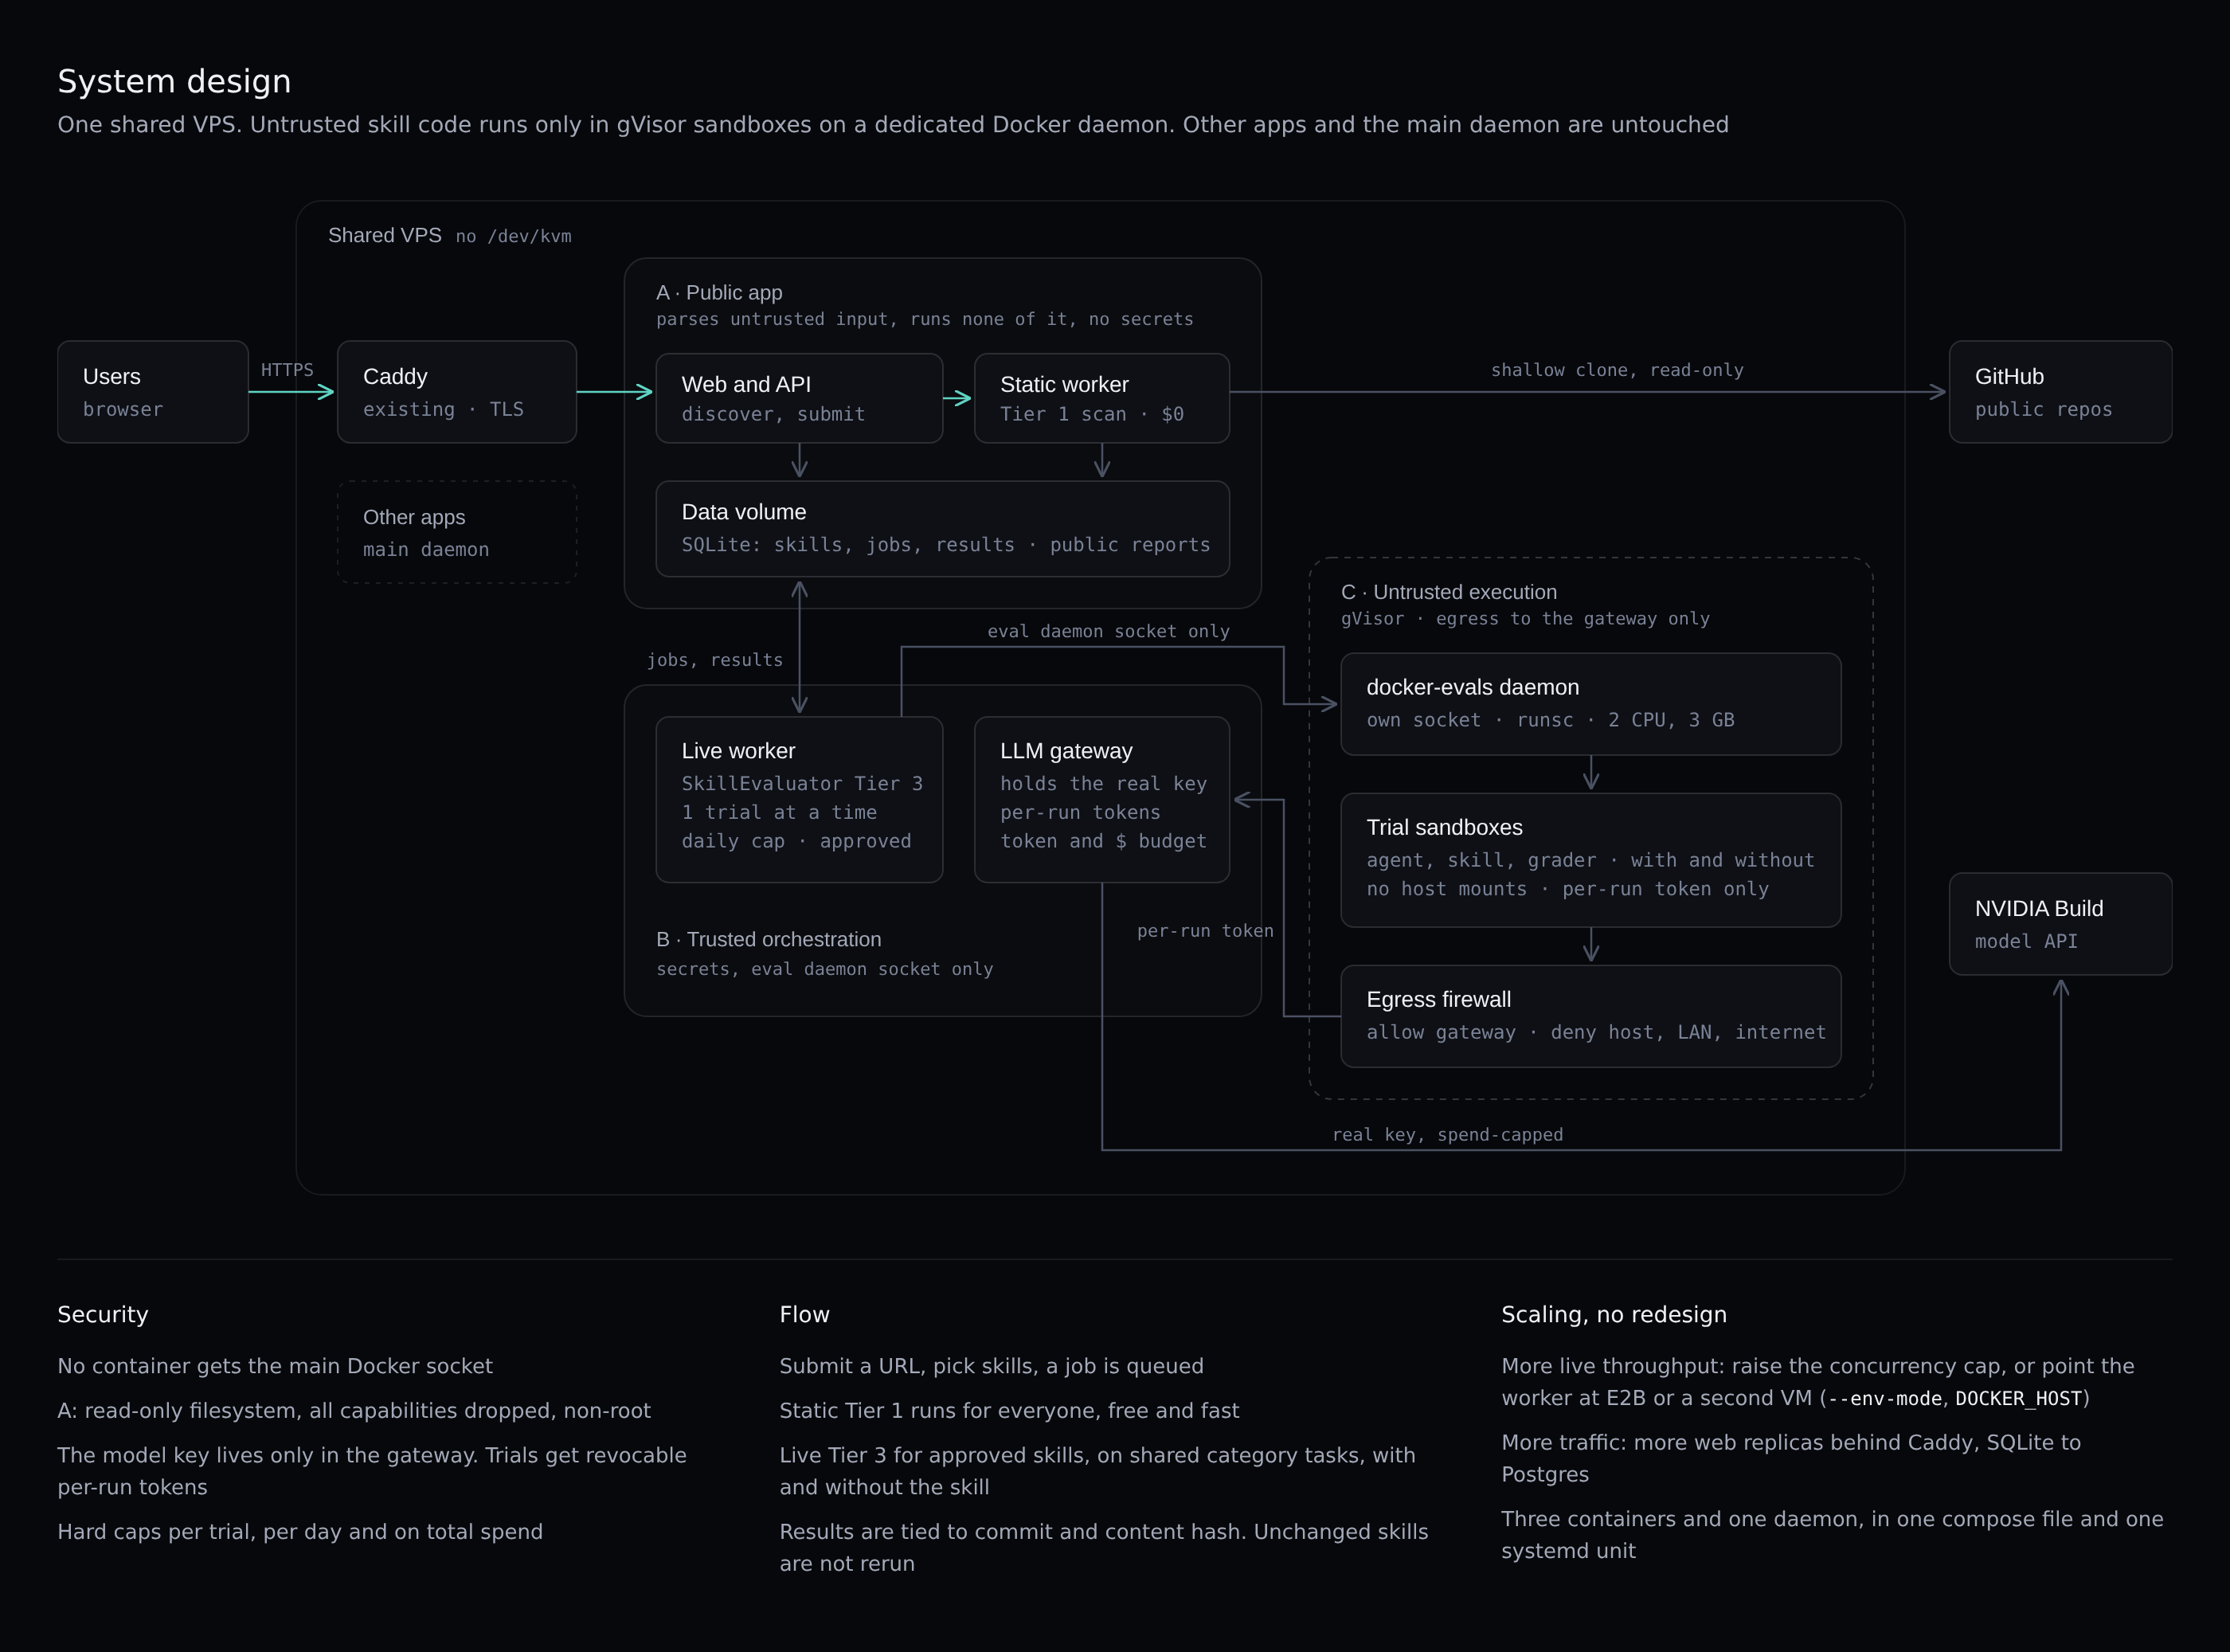 System design
One shared VPS. Untrusted skill code runs only in gVisor sandboxes on a dedicated Docker daemon. Other apps and the main daemon are untouched
Shared VPS no /dev/kvm
A · Public app
parses untrusted input, runs none of it, no secrets
Users
browser
HTTPS
Caddy
existing · TLS
Web and API
discover, submit
Static worker
Tier 1 scan · $0
shallow clone, read-only
GitHub
public repos
Other apps
main daemon
Data volume
SQLite: skills, jobs, results · public reports
jobs, results
eval daemon socket only
C · Untrusted execution
gVisor · egress to the gateway only
docker-evals daemon
own socket · runsc · 2 CPU, 3 GB
Live worker
SkillEvaluator Tier 3
1 trial at a time
daily cap · approved
LLM gateway
holds the real key
per-run tokens
token and $ budget
Trial sandboxes
agent, skill, grader · with and without
no host mounts · per-run token only
B · Trusted orchestration
secrets, eval daemon socket only
per-run token
Egress firewall
allow gateway · deny host, LAN, internet
NVIDIA Build
model API
real key, spend-capped
Security
No container gets the main Docker socket
A: read-only filesystem, all capabilities dropped, non-root
The model key lives only in the gateway. Trials get revocable
per-run tokens
Hard caps per trial, per day and on total spend
Flow
Submit a URL, pick skills, a job is queued
Static Tier 1 runs for everyone, free and fast
Live Tier 3 for approved skills, on shared category tasks, with
and without the skill
Results are tied to commit and content hash. Unchanged skills
are not rerun
Scaling, no redesign
More live throughput: raise the concurrency cap, or point the
worker at E2B or a second VM (--env-mode, DOCKER_HOST)
More traffic: more web replicas behind Caddy, SQLite to
Postgres
Three containers and one daemon, in one compose file and one
systemd unit